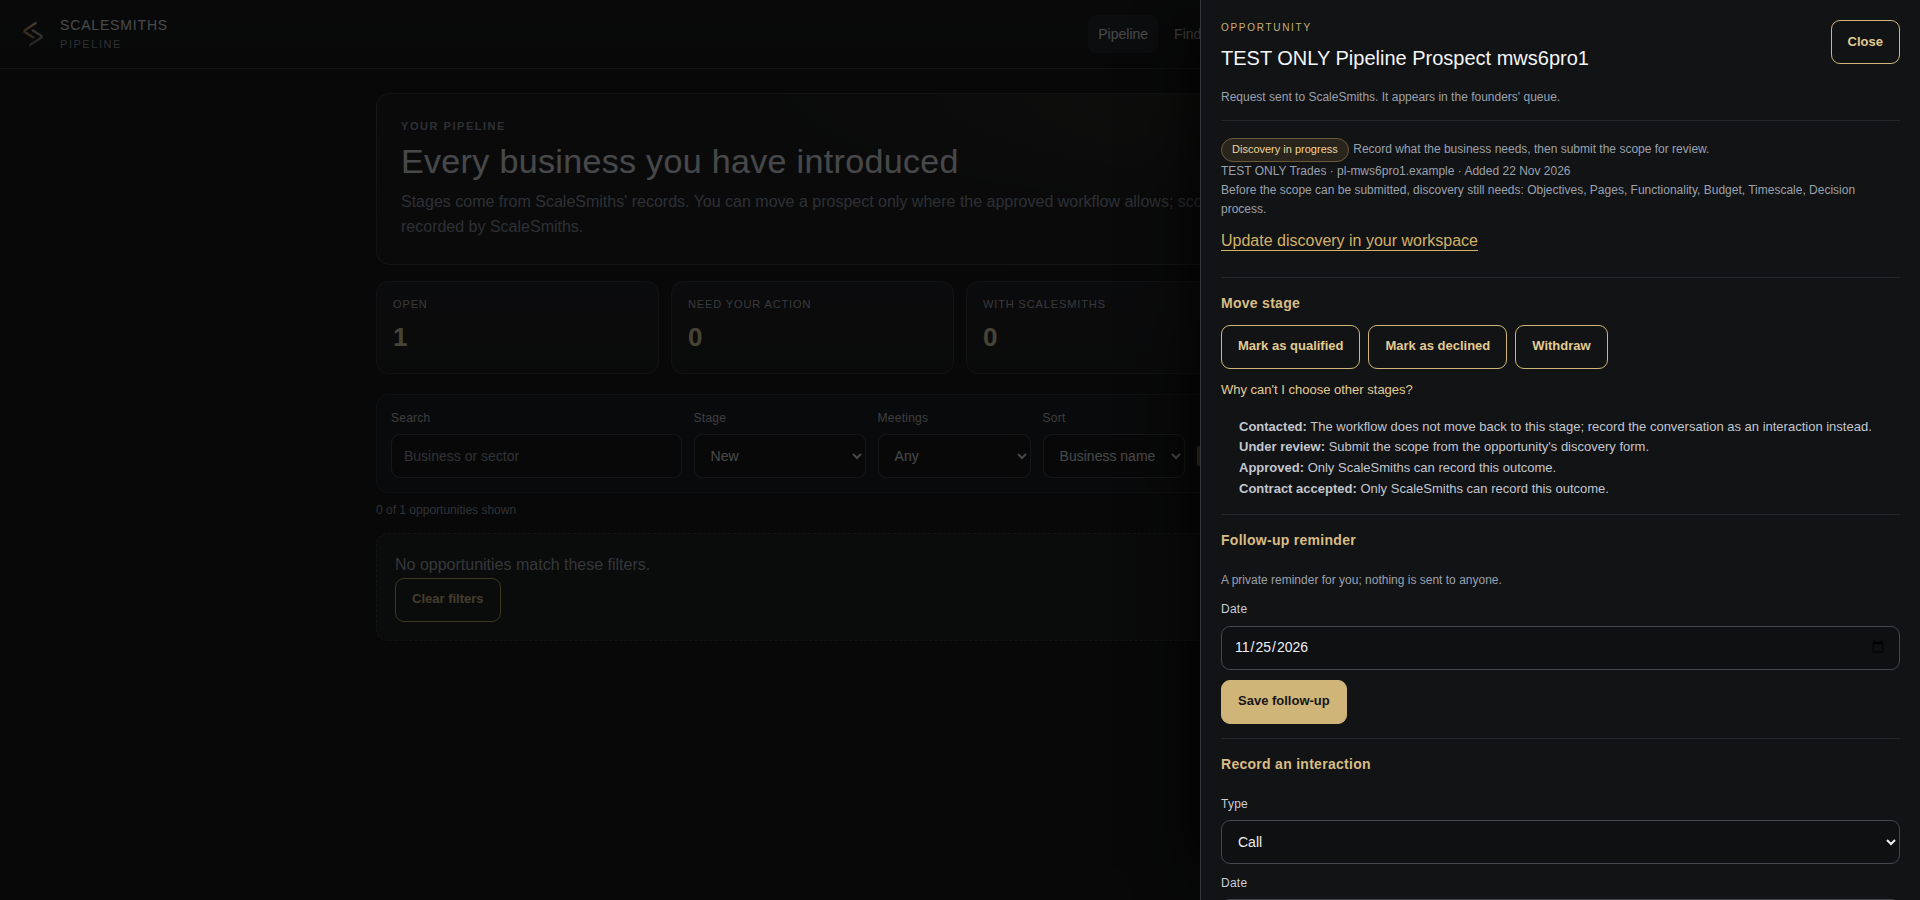 SCALESMITHS
PIPELINE
Pipeline
Find
YOUR PIPELINE
Every business you have introduced
Stages come from ScaleSmiths' records. You can move a prospect only where the approved workflow allows;
recorded by ScaleSmiths.
OPEN
1
NEED YOUR ACTION
0
WITH SCALESMITHS
0
Search
Business or sector
Stage
New
Meetings
Any
Sort
Business name
0 of 1 opportunities shown
No opportunities match these filters.
Clear filters
OPPORTUNITY
TEST ONLY Pipeline Prospect mws6pro1
Close
Request sent to ScaleSmiths. It appears in the founders' queue.
Discovery in progress Record what the business needs, then submit the scope for review.
TEST ONLY Trades · pl-mws6pro1.example · Added 22 Nov 2026
Before the scope can be submitted, discovery still needs: Objectives, Pages, Functionality, Budget, Timescale, Decision
process.
Update discovery in your workspace
Move stage
Mark as qualified
Mark as declined
Withdraw
Why can't I choose other stages?
Contacted: The workflow does not move back to this stage; record the conversation as an interaction instead.
Under review: Submit the scope from the opportunity's discovery form.
Approved: Only ScaleSmiths can record this outcome.
Contract accepted: Only ScaleSmiths can record this outcome.
Follow-up reminder
A private reminder for you; nothing is sent to anyone.
Date
11/25/2026
Save follow-up
Record an interaction
Type
Call
Date